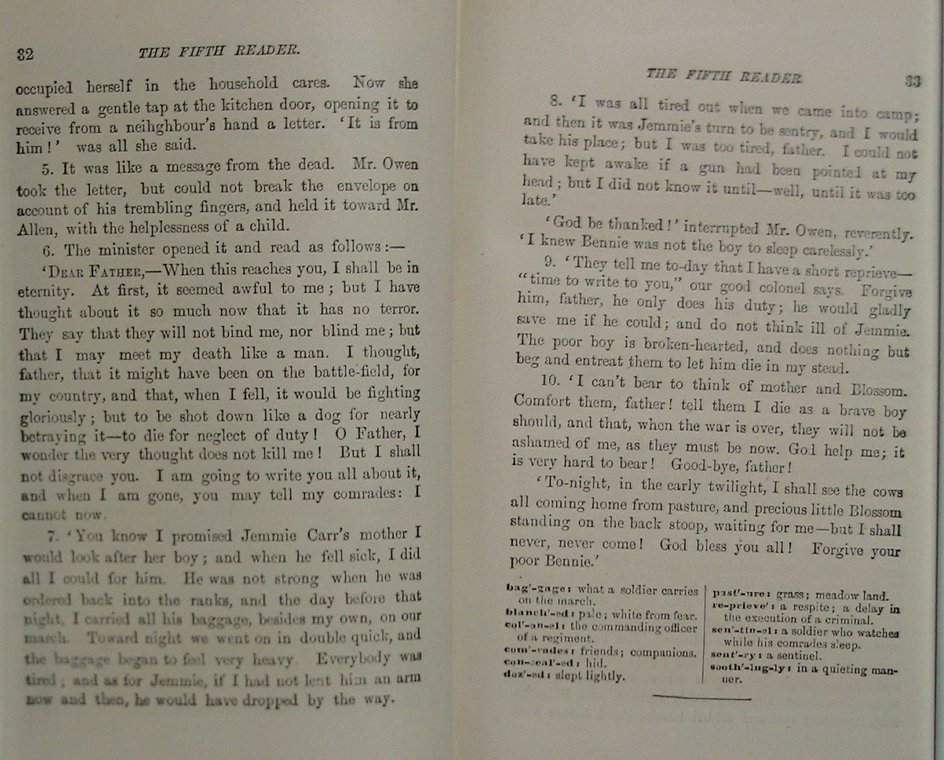 32 THE FIFTH READER.
occupied herself in the household cares. Now she
answered a gentle tap at the kitchen door, opening it to
receive from a neihghbour's hand a letter. 'It is from
him!' was all she said.
5. It was like a message from the dead. Mr. Owen
took the letter, but could not break the envelope on
account of his trembling fingers, and held it toward Mr.
Allen, with the helplessness of a child.
6. The minister opened it and read as follows:—
'DEAR FATHER,—When this reaches you, I shall be in
eternity. At first, it seemed awful to me; but I have
thought about it so much now that it has no terror.
They say that they will not bind me, nor blind me; but
that I may meet my death like a man. I thought,
father, that it might have been on the battle-field, for
my country, and that, when I fell, it would be fighting
gloriously; but to be shot down like a dog for nearly
betraying it—to die for neglect of duty! O Father, I
wonder the very thought does not kill me! But I shall
not disgrace you. I am going to write you all about it,
and when I am gone, you may tell my comrades: I
cannot now.
7. 'You know I promised Jemmie Carr's mother I
would look after her boy; and when he fell sick, I did
all I could for him. He was not strong when he was
ordered back into the ranks, and the day before that
night, I carried all his baggage, besides my own, on our
march. Toward night we went on in double quick, and
the baggage began to feel very heavy. Everybody was
tired; and as for Jemmie, if I had not lent him an arm
now and then, he would have dropped by the way.
THE FIFTH READER. 33
8. 'I was all tired out when we came into camp;
and then it was Jemmie's turn to be sentry, and I would
take his place; but I was too tired, father. I could not
have kept awake if a gun had been pointed at my
head; but I did not know it until—well, until it was too
late.'
'God be thanked!' interrupted Mr. Owen, reverently.
'I knew Bennie was not the boy to sleep carelessly.'
9. 'They tell me to-day that I have a short reprieve—
"time to write to you," our good colonel says. Forgive
him, father, he only does his duty; he would gladly
save me if he could; and do not think ill of Jemmie.
The poor boy is broken-hearted, and does nothing but
beg and entreat them to let him die in my stead.
10. 'I can't bear to think of mother and Blossom.
Comfort them, father! tell them I die as a brave boy
should, and that, when the war is over, they will not be
ashamed of me, as they must be now. God help me; it
is very hard to bear! Good-bye, father!
'To-night, in the early twilight, I shall see the cows
all coming home from pasture, and precious little Blossom
standing on the back stoop, waiting for me—but I shall
never, never come! God bless you all! Forgive your
poor Bennie.'
bag'-gage: what a soldier carries
on the march.
blanch'-ed: pale; white from fear.
col'-on-el: the commanding officer
of a regiment.
com'-rades: friends; companions.
con-ceal'-ed: hid.
doz'-ed: slept lightly.
past'-ure: grass; meadow land.
re-prieve': a respite; a delay in
the execution of a criminal.
sen'-tin-el: a soldier who watches
while his comrades sleep.
sent'-ry: a sentinel.
sooth'-ing-ly: in a quieting man-
ner.